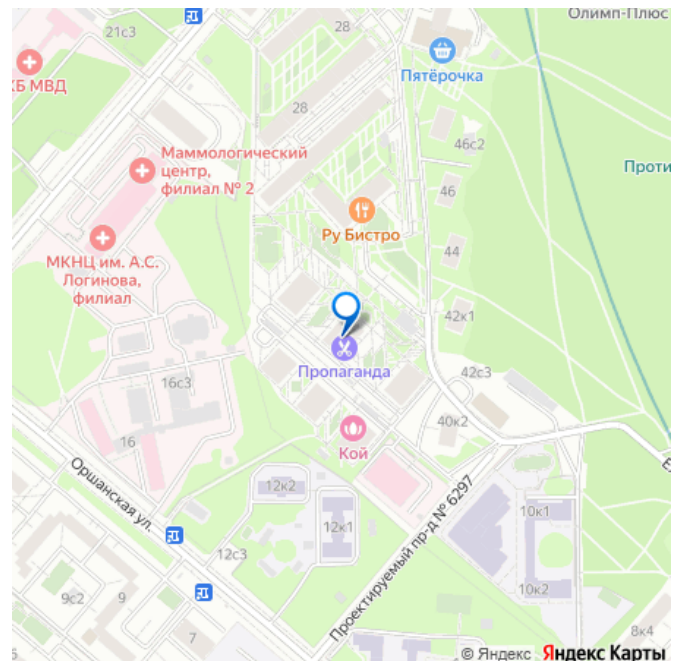 21с3
28
Олимп-Плюс
КБ МВД
Пятёрочка
28
Маммологический
центр,
филиал № 2
46с2
Проти
46
МКНЦ им. А.С.
Логинова,
филиал
Ру Бистро
44
42к1
Пропаганда
42с3
16с3
40к2
16
Кой
Оршанская ул.
12к2
Проектируемый пр-д № 6297
12к1
10к1
12с3
10к2
9с2
9
7
8к4
© Яндекс Яндекс Карты